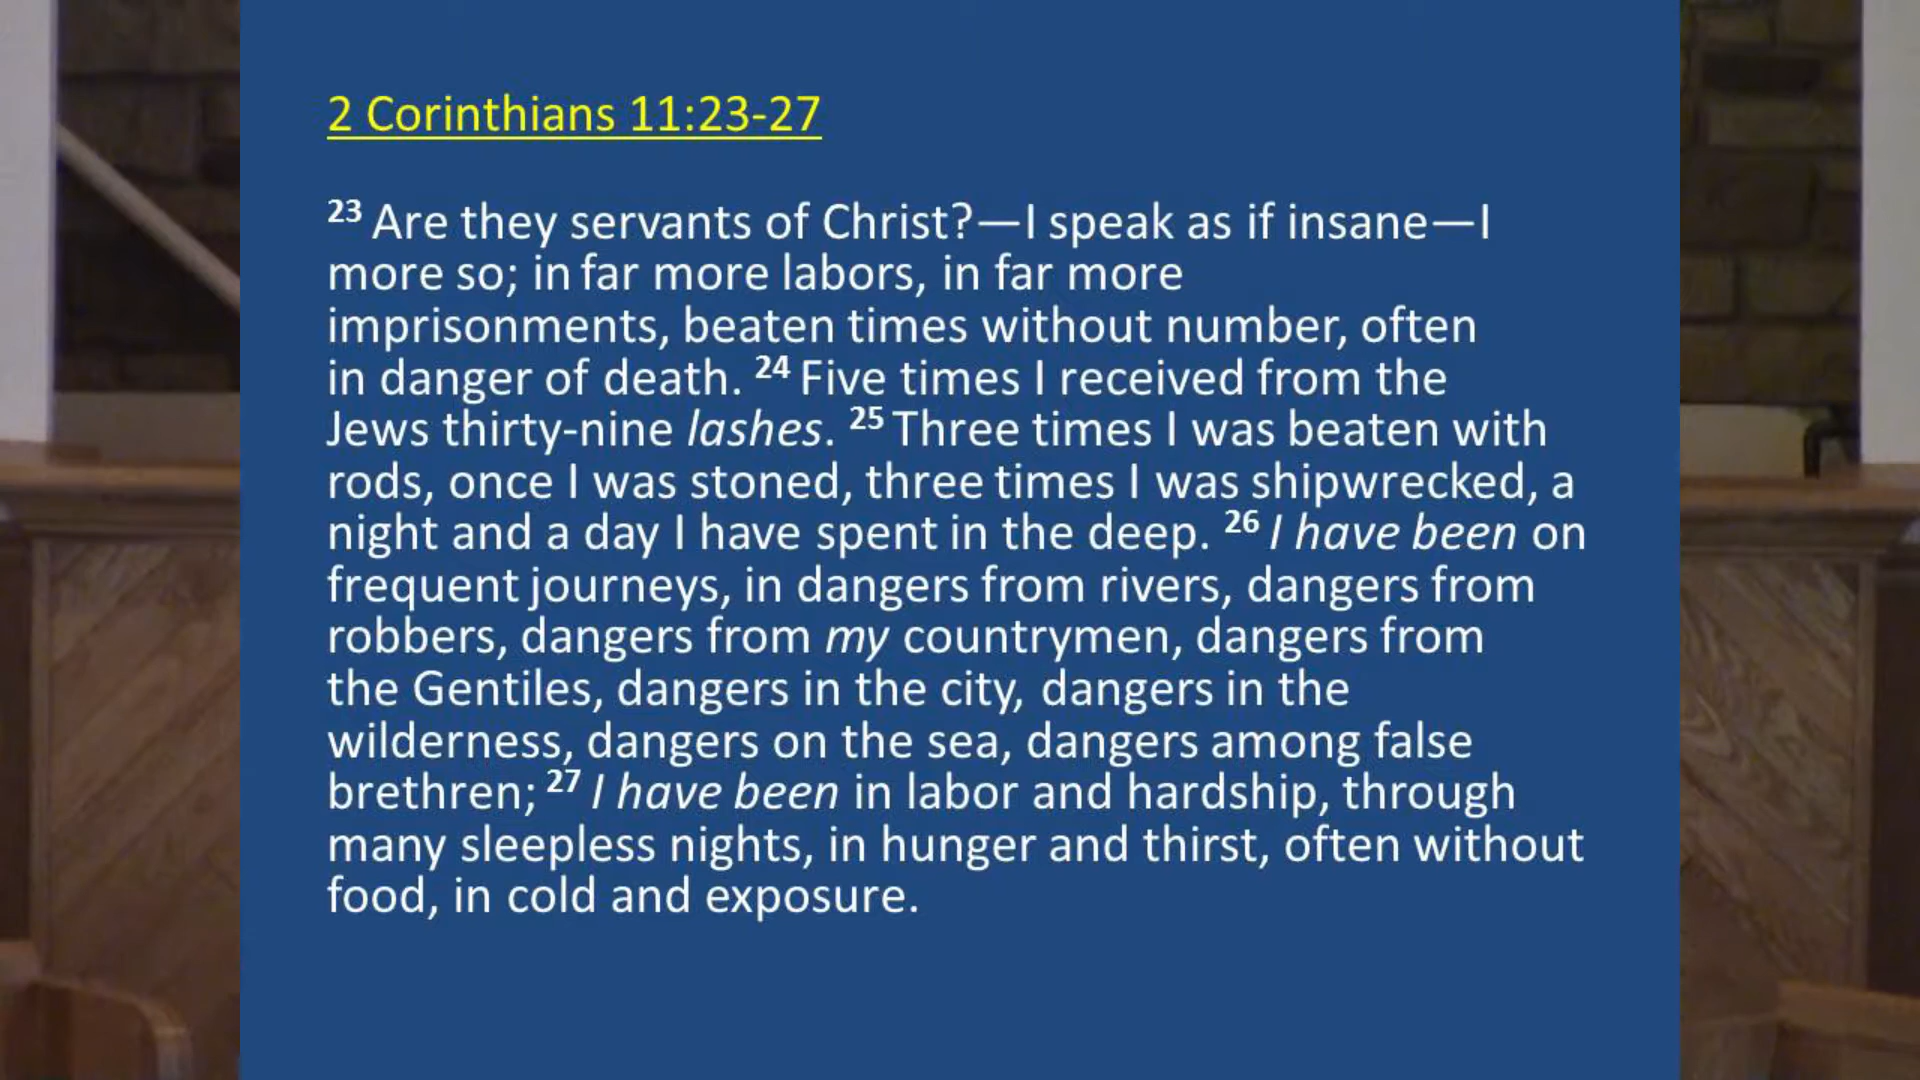 2 Corinthians 11:23-27
23 Are they servants of Christ?—I speak as if insane—I
more so; in far more labors, in far more
imprisonments, beaten times without number, often
in danger of death. 24 Five times I received from the
Jews thirty-nine lashes. 25 Three times I was beaten with
rods, once I was stoned, three times I was shipwrecked, a
night and a day I have spent in the deep. 26 I have been on
frequent journeys, in dangers from rivers, dangers from
robbers, dangers from my countrymen, dangers from
the Gentiles, dangers in the city, dangers in the
wilderness, dangers on the sea, dangers among false
brethren; 27 I have been in labor and hardship, through
many sleepless nights, in hunger and thirst, often without
food, in cold and exposure.